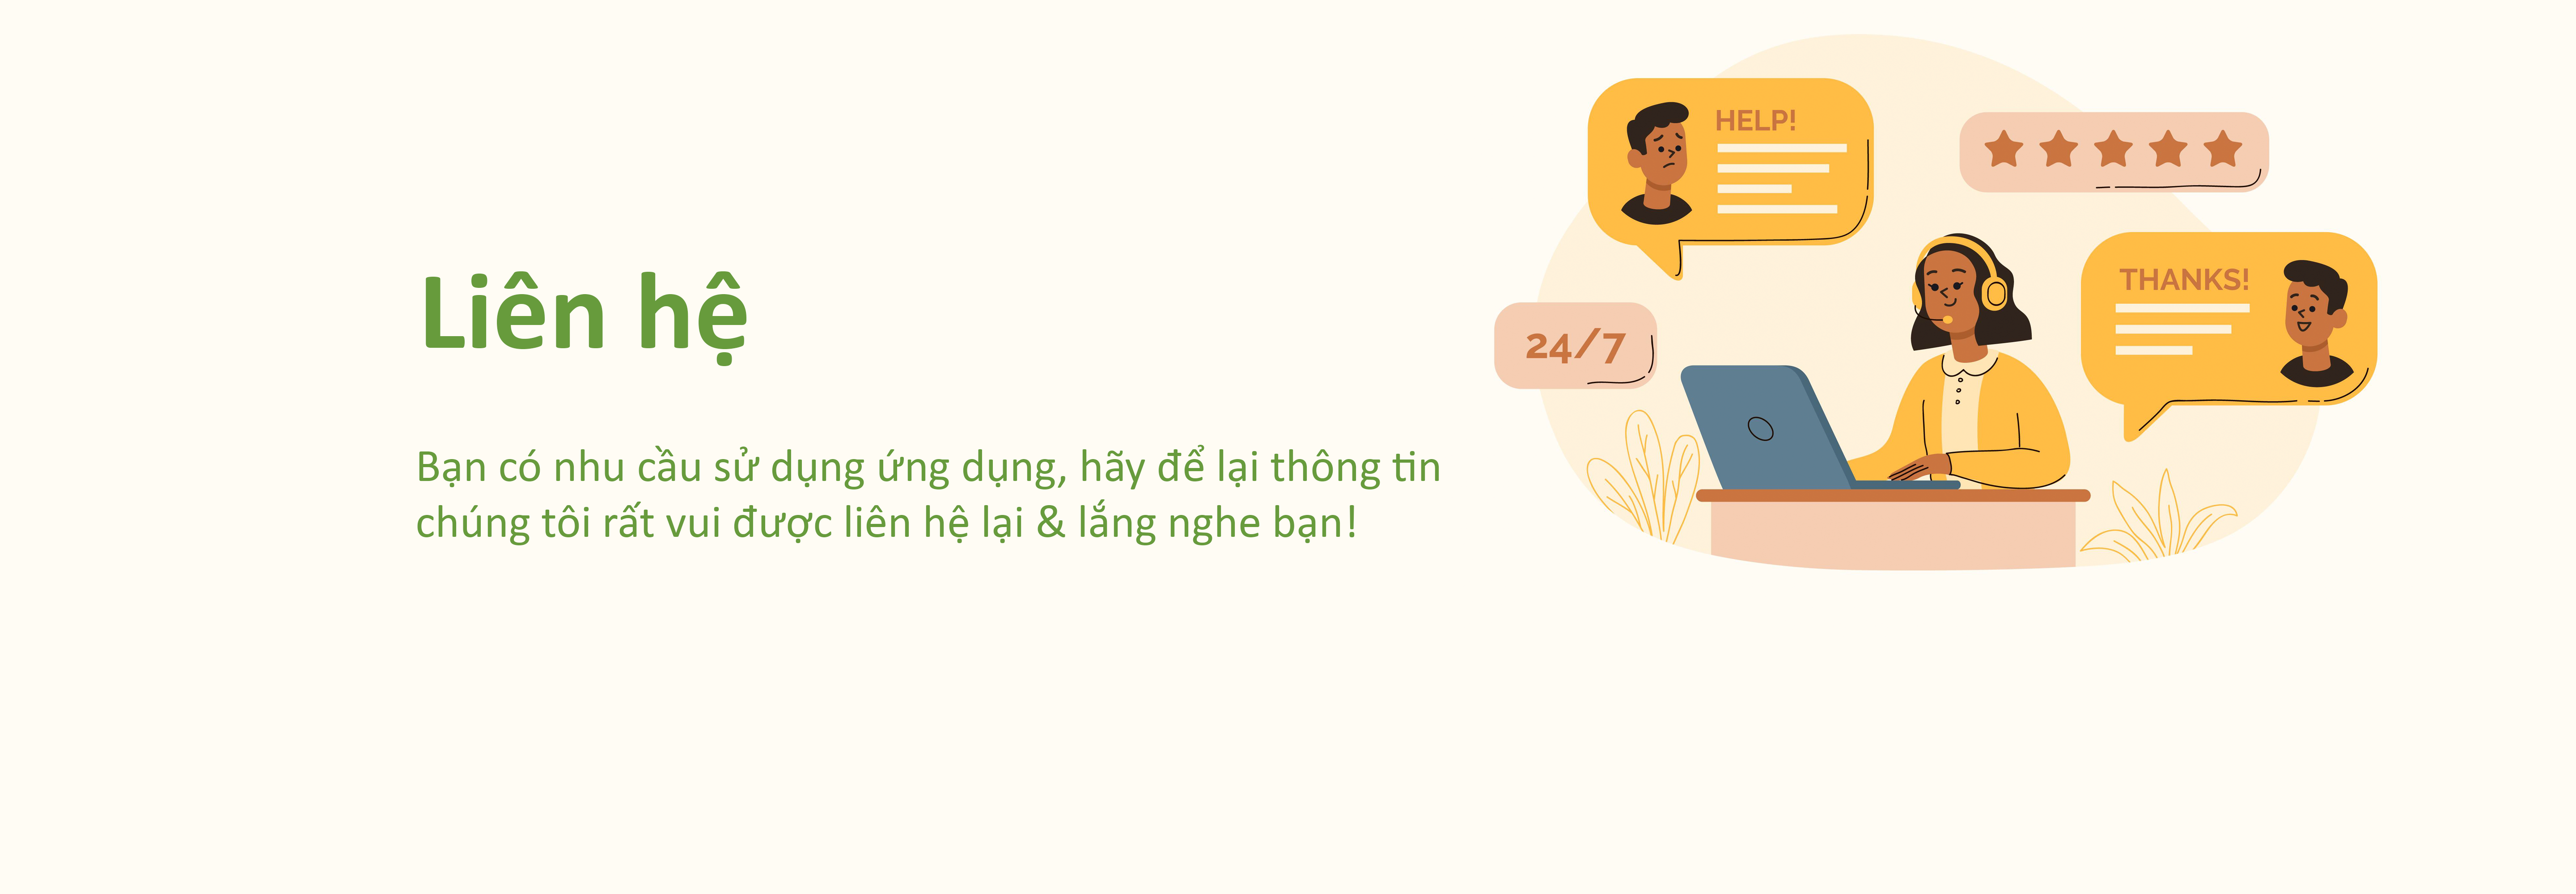 Liên hệ
Bạn có nhu cầu sử dụng ứng dụng, hãy để lại thông tin
chúng tôi rất vui được liên hệ lại & lắng nghe bạn!
HELP!
24/7
THANKS!